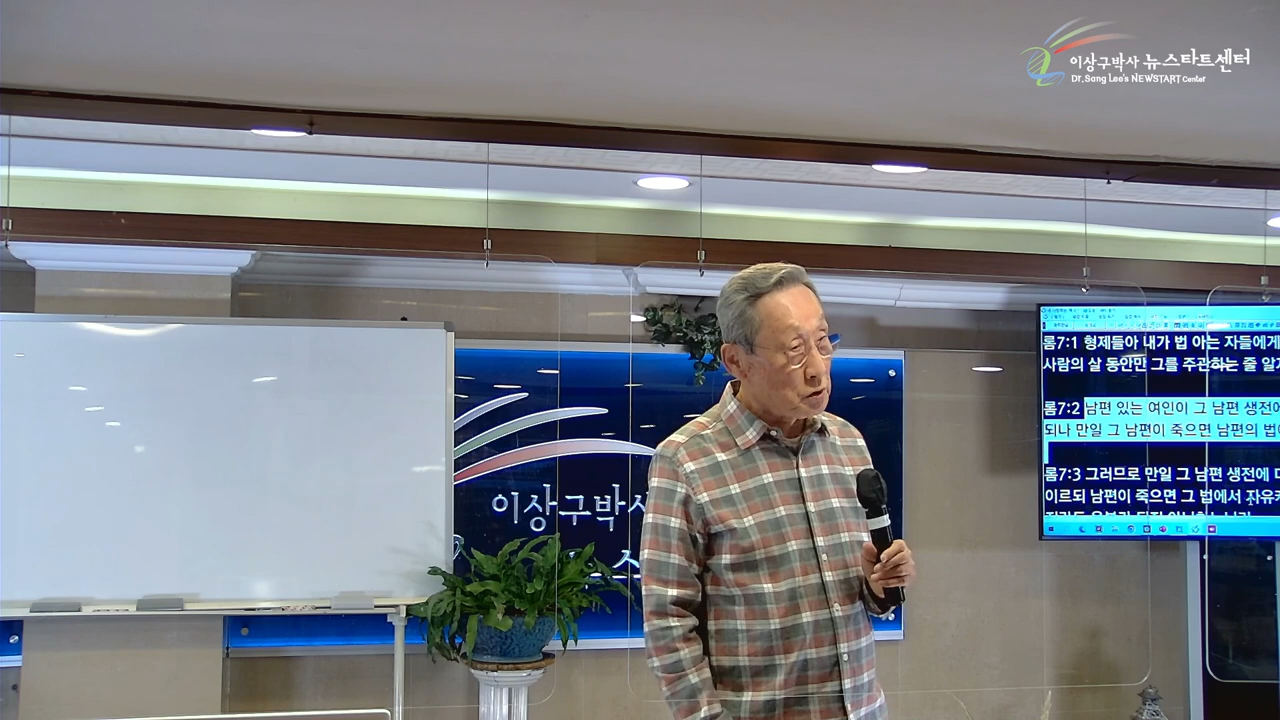 이상구박사 뉴스타트센터
Dr. Sang Lee's NEWSTART Center
이상구박사
롬7:1 형제들아 내가 법 아는 자들에게
사람의 살 동안만 그를 주관하는 줄 알지
롬7:2 남편 있는 여인이 그 남편 생전에
되나 만일 그 남편이 죽으면 남편의 법에
롬7:3 그러므로 만일 그 남편 생전에 다
이르되 남편이 죽으면 그 법에서 자유